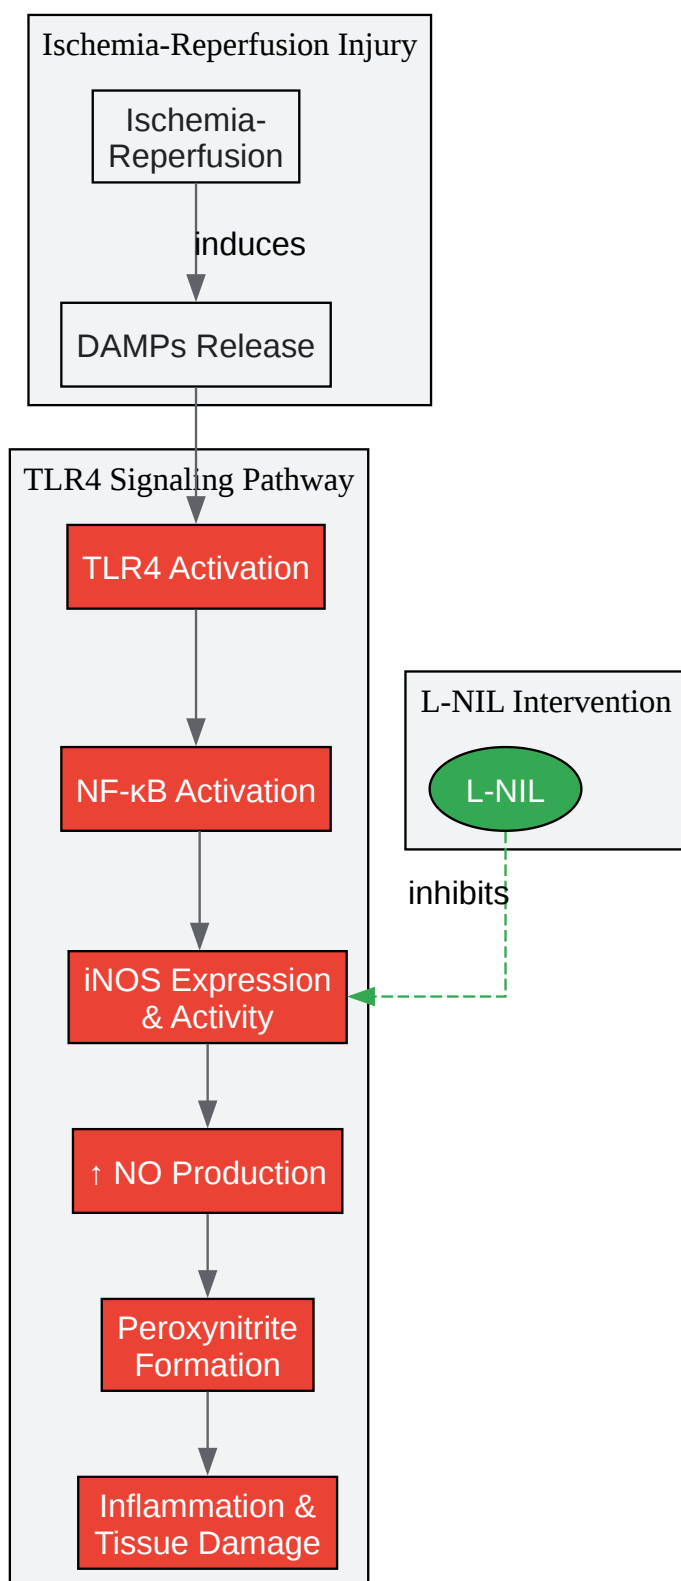 Ischemia-Reperfusion Injury
Ischemia-
Reperfusion
induces
DAMPs Release
TLR4 Signaling Pathway
TLR4 Activation
L-NIL Intervention
NF-κB Activation
L-NIL
inhibits
iNOS Expression
& Activity
↑ NO Production
Peroxynitrite
Formation
Inflammation &
Tissue Damage